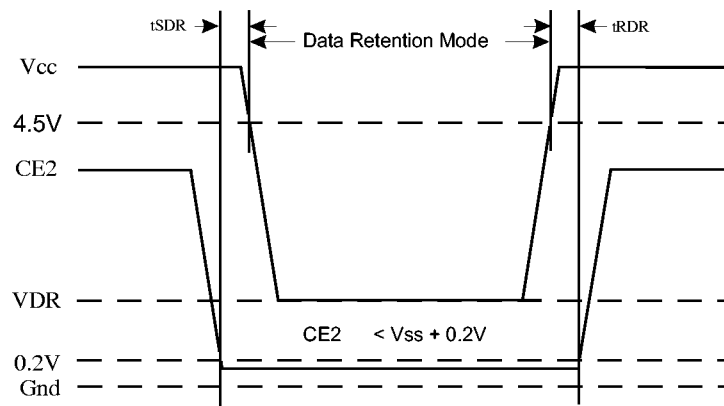 tSDR
Data Retention Mode
tRDR
Vcc
4.5V
CE2
VDR
CE2 < Vss + 0.2V
0.2V
Gnd